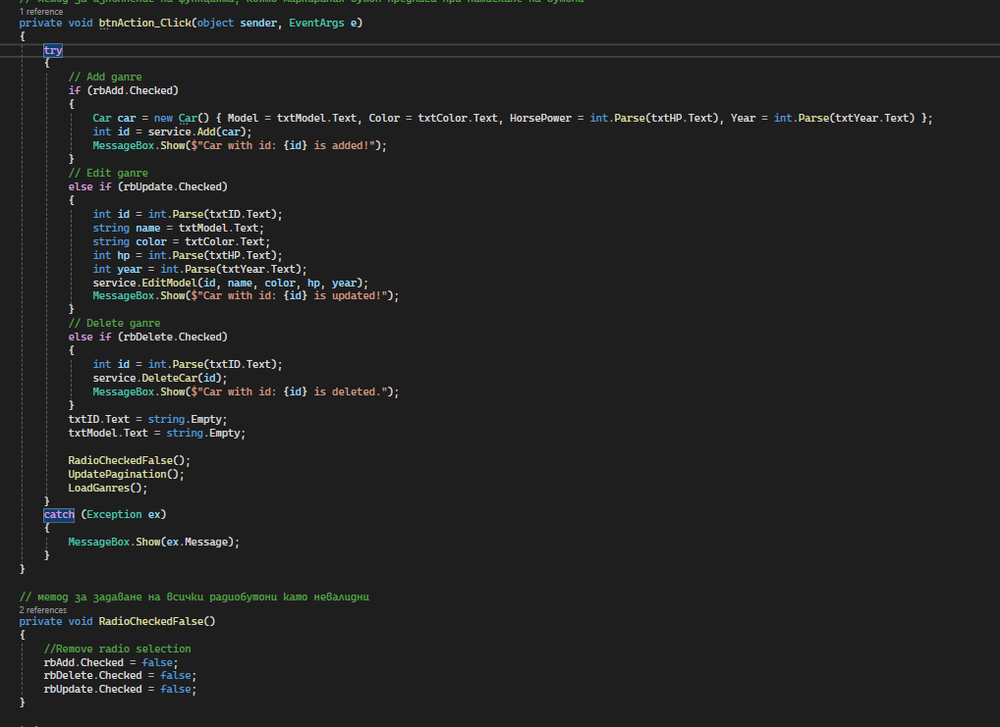 1 reference
private void btnAction_Click(object sender, EventArgs e)
{
try
{
// Add ganre
if (rbAdd.Checked)
{
Car car = new Car() { Model = txtModel.Text, Color = txtColor.Text, HorsePower = int.Parse(txtHP.Text), Year = int.Parse(txtYear.Text) };
int id = service.Add(car);
MessageBox.Show($"Car with id: {id} is added!");
}
// Edit ganre
else if (rbUpdate.Checked)
{
int id = int.Parse(txtID.Text);
string name = txtModel.Text;
string color = txtColor.Text;
int hp = int.Parse(txtHP.Text);
int year = int.Parse(txtYear.Text);
service.EditModel(id, name, color, hp, year);
MessageBox.Show($"Car with id: {id} is updated!");
}
// Delete ganre
else if (rbDelete.Checked)
{
int id = int.Parse(txtID.Text);
service.DeleteCar(id);
MessageBox.Show($"Car with id: {id} is deleted.");
}
txtID.Text = string.Empty;
txtModel.Text = string.Empty;
RadioCheckedFalse();
UpdatePagination();
LoadGanres();
}
catch (Exception ex)
{
MessageBox.Show(ex.Message);
}
}
// метод за задаване на всички радиобутони като невалидни
2 references
private void RadioCheckedFalse()
{
//Remove radio selection
rbAdd.Checked = false;
rbDelete.Checked = false;
rbUpdate.Checked = false;
}